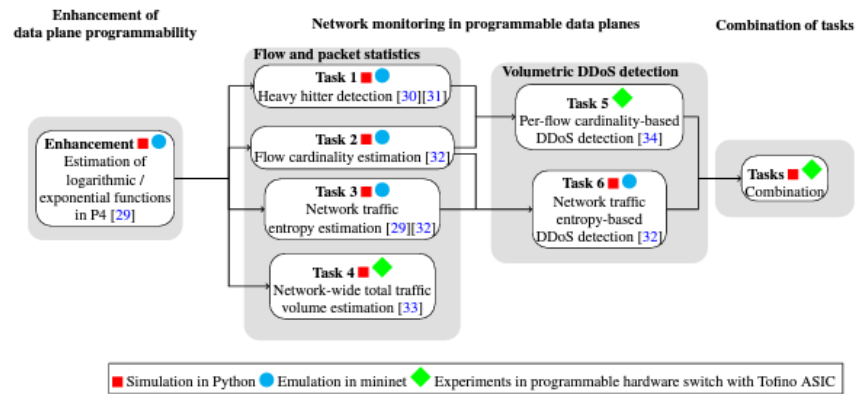 Enhancement of
data plane programmability
Network monitoring in programmable data planes
Combination of tasks
Flow and packet statistics
Task 1
Heavy hitter detection [30][31]
Volumetric DDoS detection
Task 5
Per-flow cardinality-based
DDoS detection
[34]
Enhancement
Estimation of
logarithmic /
exponential functions
in P4 [29]
Task 2
Flow cardinality estimation [32]
Task 3
Network traffic
entropy estimation [29][32]
Task 6
Network traffic
entropy-based
DDoS detection [32]
Tasks
Combination
Task 4
Network-wide total traffic
volume estimation [33]
Simulation in Python Emulation in mininet Experiments in programmable hardware switch with Tofino ASIC